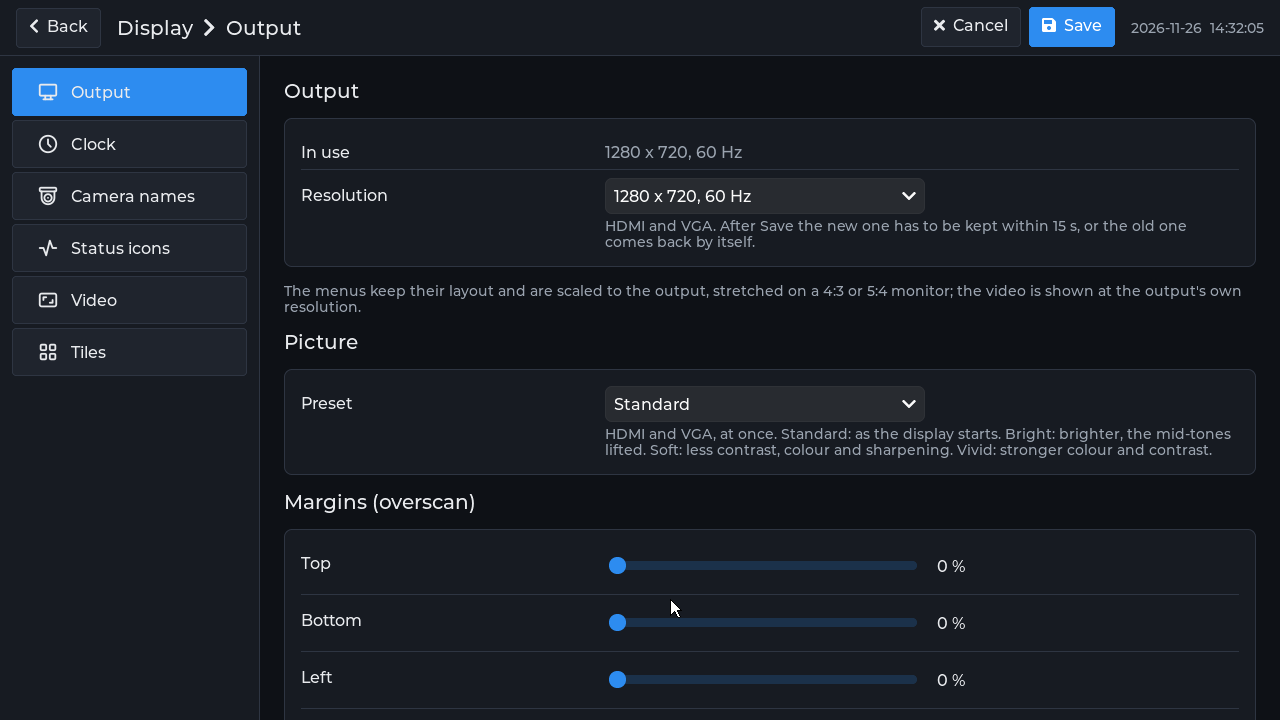 Back
Display > Output
Cancel
Save
2026-11-26 14:32:05
Output
Clock
Camera names
Status icons
Video
Tiles
Output
In use
1280 x 720, 60 Hz
Resolution
1280 x 720, 60 Hz
HDMI and VGA. After Save the new one has to be kept within 15 s, or the old one
comes back by itself.
The menus keep their layout and are scaled to the output, stretched on a 4:3 or 5:4 monitor; the video is shown at the output's own
resolution.
Picture
Preset
Standard
HDMI and VGA, at once. Standard: as the display starts. Bright: brighter, the mid-tones
lifted. Soft: less contrast, colour and sharpening. Vivid: stronger colour and contrast.
Margins (overscan)
Top
0 %
Bottom
0 %
Left
0 %